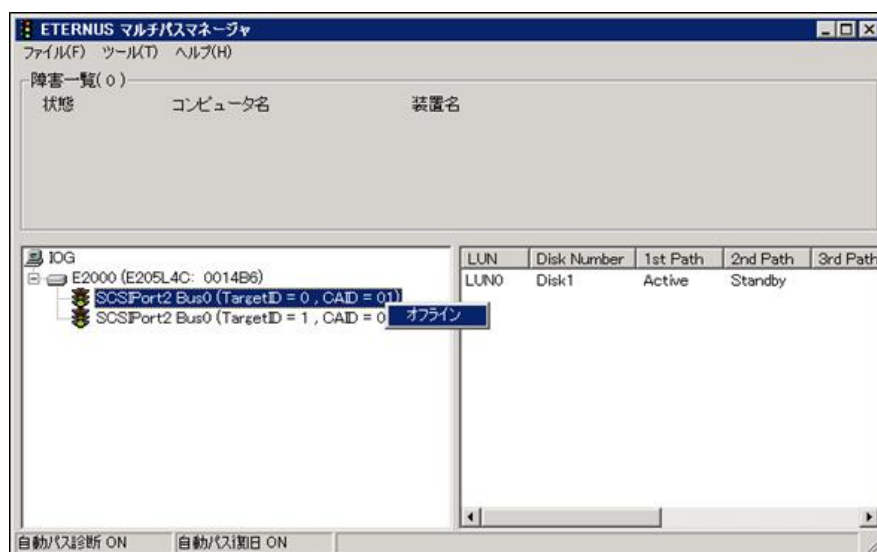 ETERNUS マルチパスマネージャ
ファイル(F) ツール(T) ヘルプ(H)
障害一覧( 0 )
状態 コンピュータ名 装置名
IOG
E2000 (E205L4C: 0014B6)
SCSIPort2 Bus0 (TargetID = 0 , CAID = 01)
SCSIPort2 Bus0 (TargetID = 1 , CAID = 0
オフライン
LUN Disk Number 1st Path 2nd Path 3rd Path
LUN0 Disk1 Active Standby
自動パス診断 ON 自動パス復旧 ON